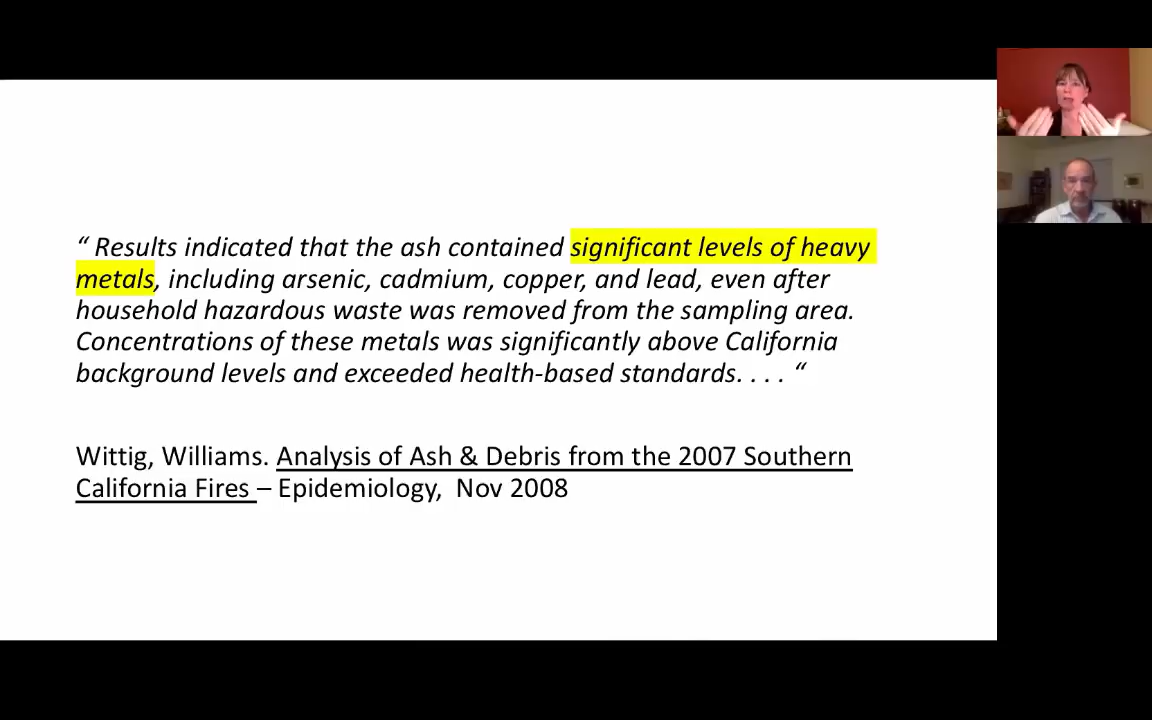 “ Results indicated that the ash contained significant levels of heavy
metals, including arsenic, cadmium, copper, and lead, even after
household hazardous waste was removed from the sampling area.
Concentrations of these metals was significantly above California
background levels and exceeded health-based standards. . . . “
Wittig, Williams. Analysis of Ash & Debris from the 2007 Southern
California Fires – Epidemiology, Nov 2008